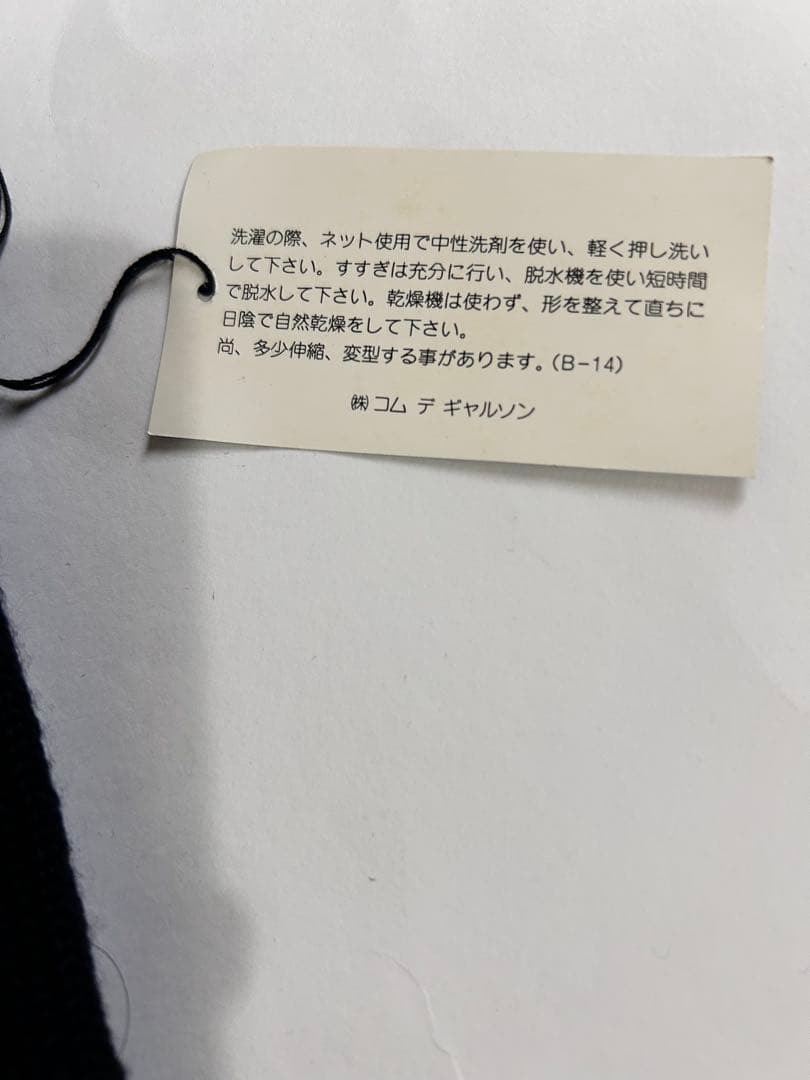 洗濯の際、ネット使用で中性洗剤を使い、軽く押し洗い
して下さい。すすぎは充分に行い、脱水機を使い短時間
で脱水して下さい。乾燥機は使わず、形を整えて直ちに
日陰で自然乾燥をして下さい。
尚、多少伸縮、変型する事があります。(B-14)
㈱コム デ ギャルソン